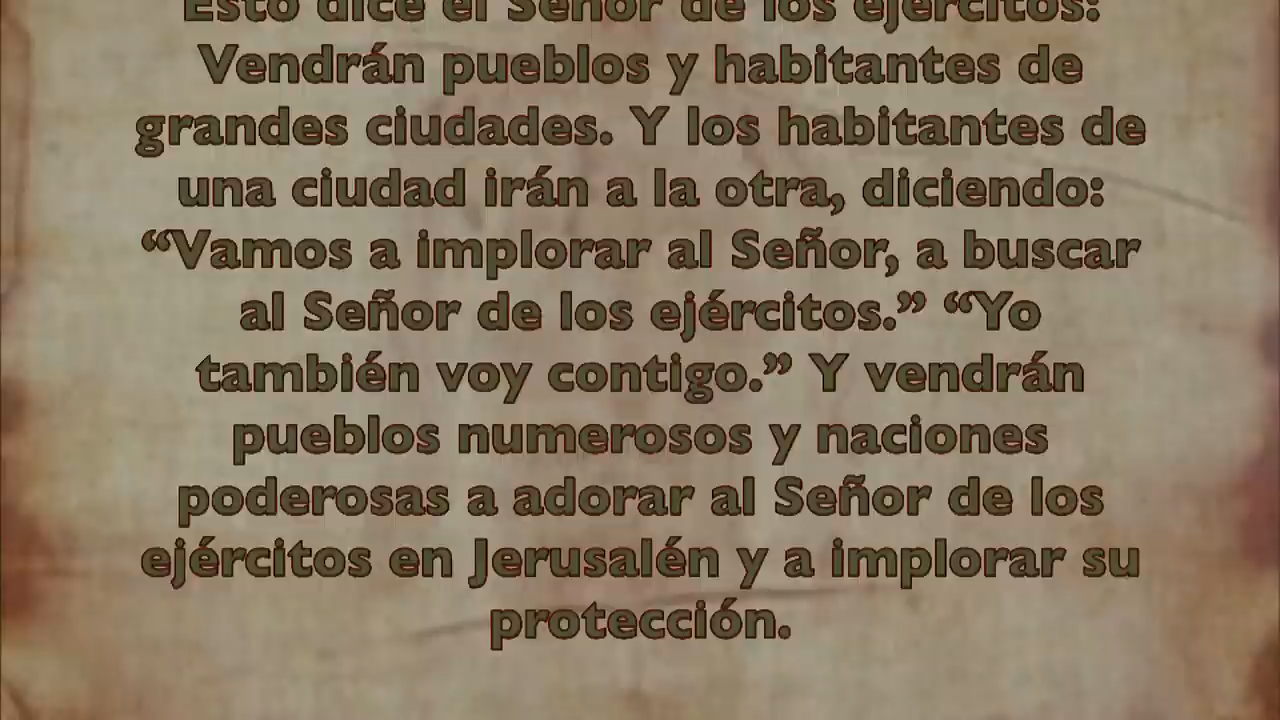 Esto dice el Señor de los ejércitos:
Vendrán pueblos y habitantes de
grandes ciudades. Y los habitantes de
una ciudad irán a la otra, diciendo:
“Vamos a implorar al Señor, a buscar
al Señor de los ejércitos.” “Yo
también voy contigo.” Y vendrán
pueblos numerosos y naciones
poderosas a adorar al Señor de los
ejércitos en Jerusalén y a implorar su
protección.